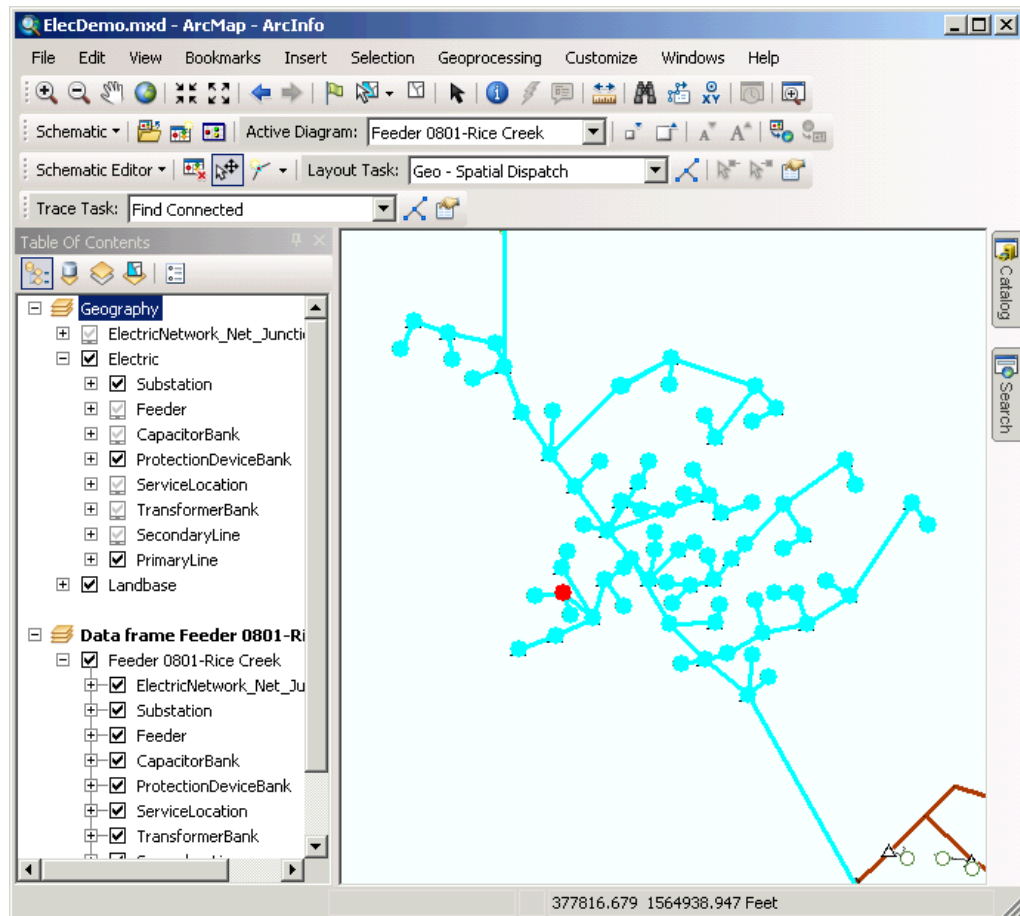 ElecDemo.mxd - ArcMap - ArcInfo
File Edit View Bookmarks Insert Selection Geoprocessing Customize Windows Help
XY
Schematic Active Diagram: Feeder 0801-Rice Creek
Schematic Editor Layout Task: Geo - Spatial Dispatch
Trace Task: Find Connected
Table Of Contents
Geography
ElectricNetwork_Net_Juncti
Electric
Substation
Feeder
CapacitorBank
ProtectionDeviceBank
ServiceLocation
TransformerBank
SecondaryLine
PrimaryLine
Landbase
Data frame Feeder 0801-Ri
Feeder 0801-Rice Creek
ElectricNetwork_Net_Ju
Substation
Feeder
CapacitorBank
ProtectionDeviceBank
ServiceLocation
TransformerBank
Catalog
Search
377816.679 1564938.947 Feet